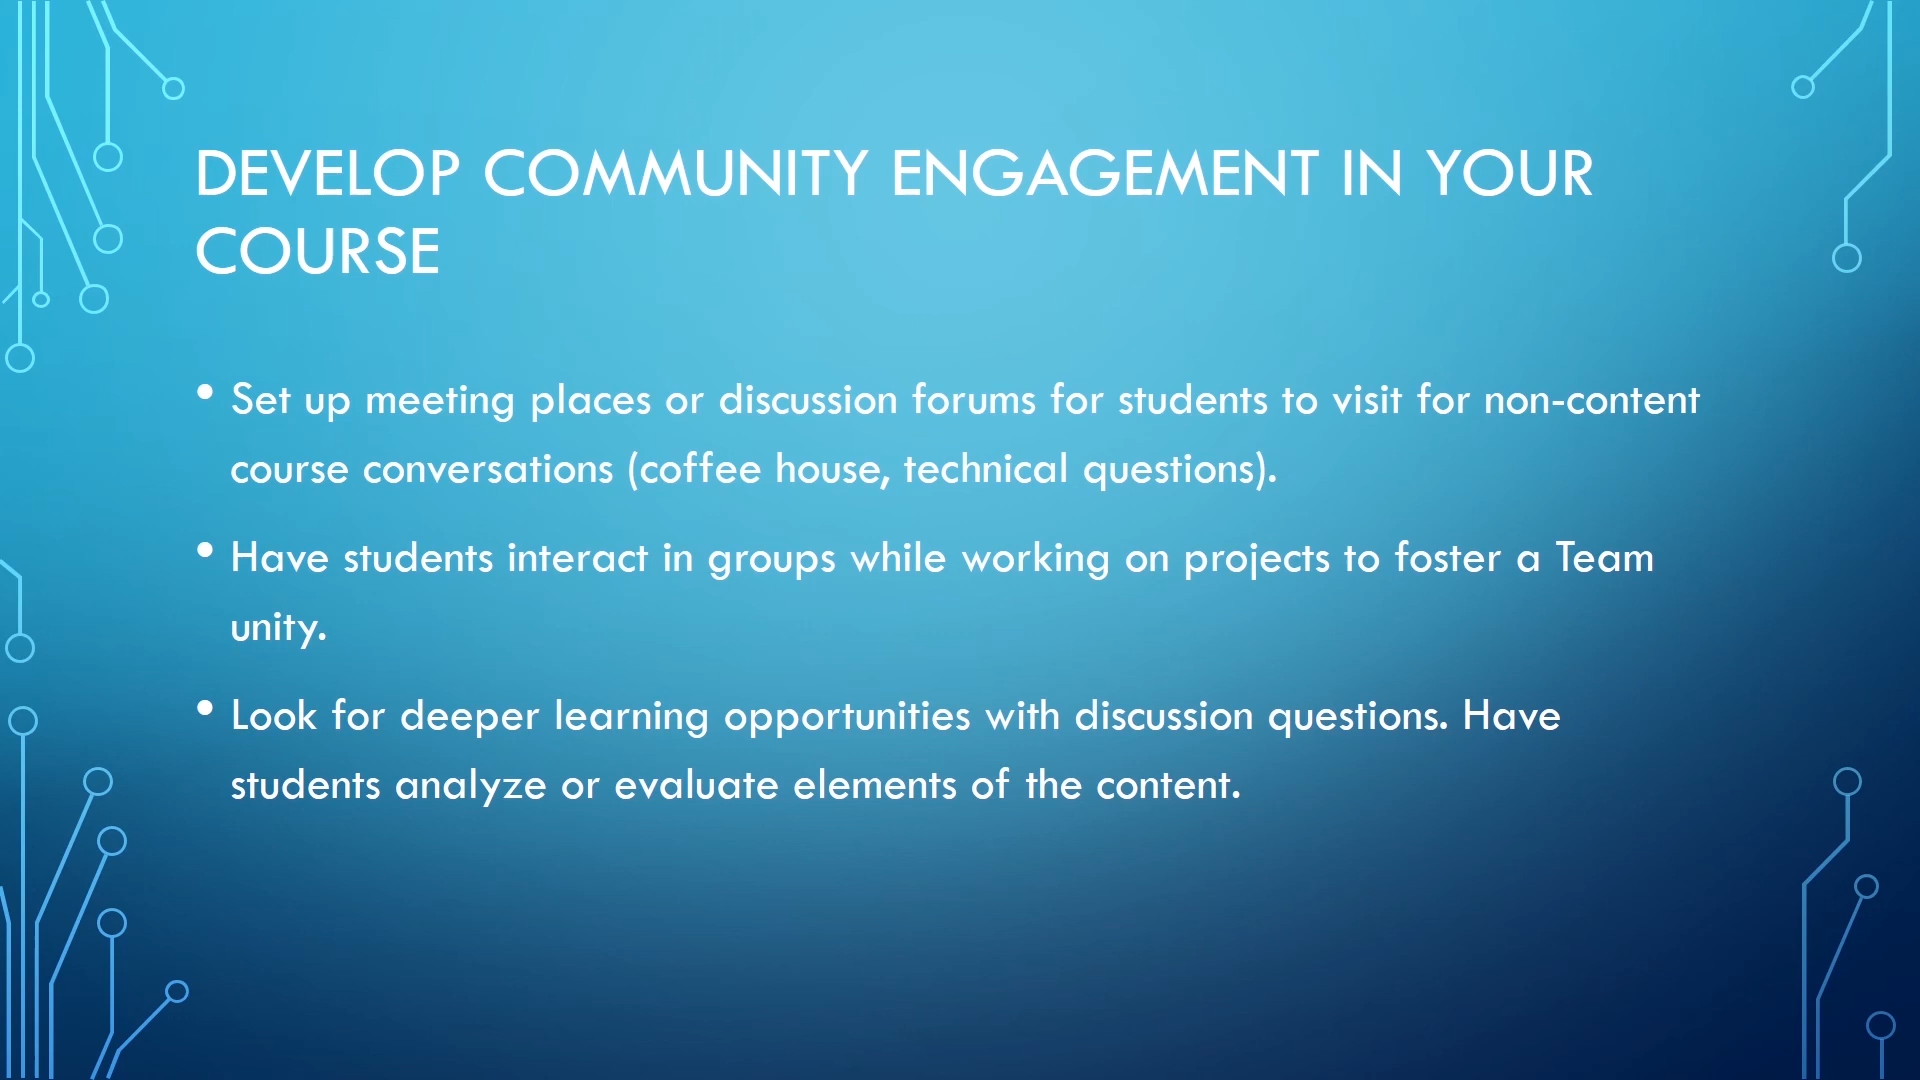 DEVELOP COMMUNITY ENGAGEMENT IN YOUR
COURSE
• Set up meeting places or discussion forums for students to visit for non-content
course conversations (coffee house, technical questions).
• Have students interact in groups while working on projects to foster a Team
unity.
• Look for deeper learning opportunities with discussion questions. Have
students analyze or evaluate elements of the content.